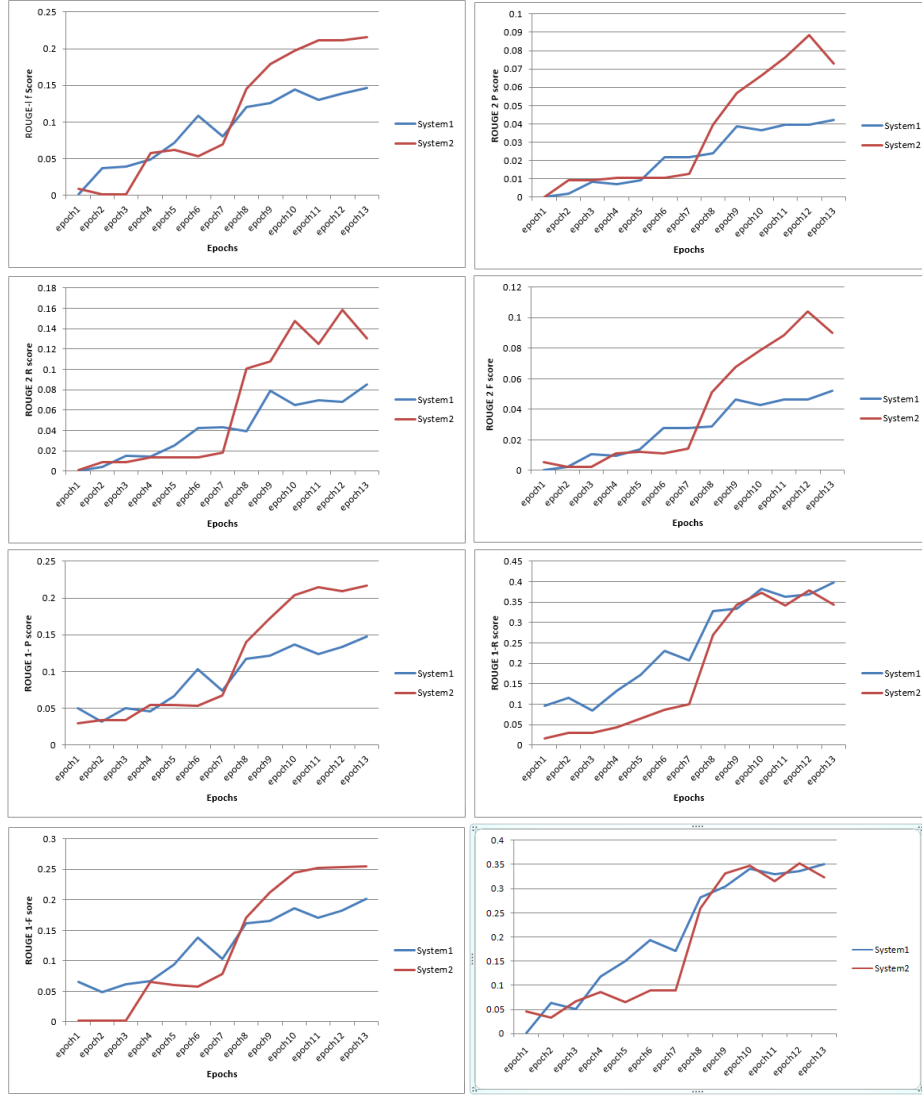 0.25
0.2
0.15
0.1
0.05
0
ROUGE-l f Score
epoch1 epoch2 epoch3 epoch4 epoch5 epoch6 epoch7 epoch8 epoch9 epoch10 epoch11 epoch12 epoch13
Epochs
System1
System2
0.1
0.09
0.08
0.07
0.06
0.05
0.04
0.03
0.02
0.01
0
ROUGE 2 P score
epoch1 epoch2 epoch3 epoch4 epoch5 epoch6 epoch7 epoch8 epoch9 epoch10 epoch11 epoch12 epoch13
Epochs
System1
System2
0.18
0.16
0.14
0.12
0.1
0.08
0.06
0.04
0.02
0
ROUGE 2 R score
epoch1 epoch2 epoch3 epoch4 epoch5 epoch6 epoch7 epoch8 epoch9 epoch10 epoch11 epoch12 epoch13
Epochs
System1
System2
0.12
0.1
0.08
0.06
0.04
0.02
0
ROUGE 2 F score
epoch1 epoch2 epoch3 epoch4 epoch5 epoch6 epoch7 epoch8 epoch9 epoch10 epoch11 epoch12 epoch13
Epochs
System1
System2
0.25
0.2
0.15
0.1
0.05
0
ROUGE 1- P score
epoch1 epoch2 epoch3 epoch4 epoch5 epoch6 epoch7 epoch8 epoch9 epoch10 epoch11 epoch12 epoch13
Epochs
System1
System2
0.45
0.4
0.35
0.3
0.25
0.2
0.15
0.1
0.05
0
ROUGE 1-R score
epoch1 epoch2 epoch3 epoch4 epoch5 epoch6 epoch7 epoch8 epoch9 epoch10 epoch11 epoch12 epoch13
Epochs
System1
System2
0.3
0.25
0.2
0.15
0.1
0.05
0
ROUGE 1-F sore
epoch1 epoch2 epoch3 epoch4 epoch5 epoch6 epoch7 epoch8 epoch9 epoch10 epoch11 epoch12 epoch13
Epochs
System1
System2
0.4
0.35
0.3
0.25
0.2
0.15
0.1
0.05
0
epoch1 epoch2 epoch3 epoch4 epoch5 epoch6 epoch7 epoch8 epoch9 epoch10 epoch11 epoch12 epoch13
System1
System2